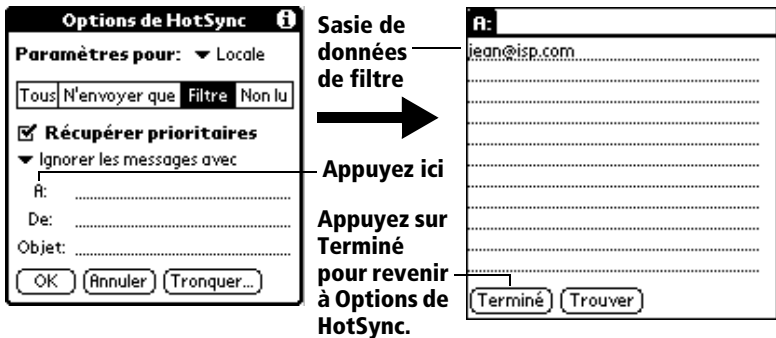 Options de HotSync
Paramètres pour: Locale
Tous N'envoyer que Filtre Non lu
Récupérer prioritaires
Ignorer les messages avec
A:
De:
Objet:
OK Annuler Tronquer...
Sasie de
données
de filtre
Appuyez ici
Appuyez sur
Terminé
pour revenir
à Options de
HotSync.
A:
jean@isp.com
Terminé Trouver